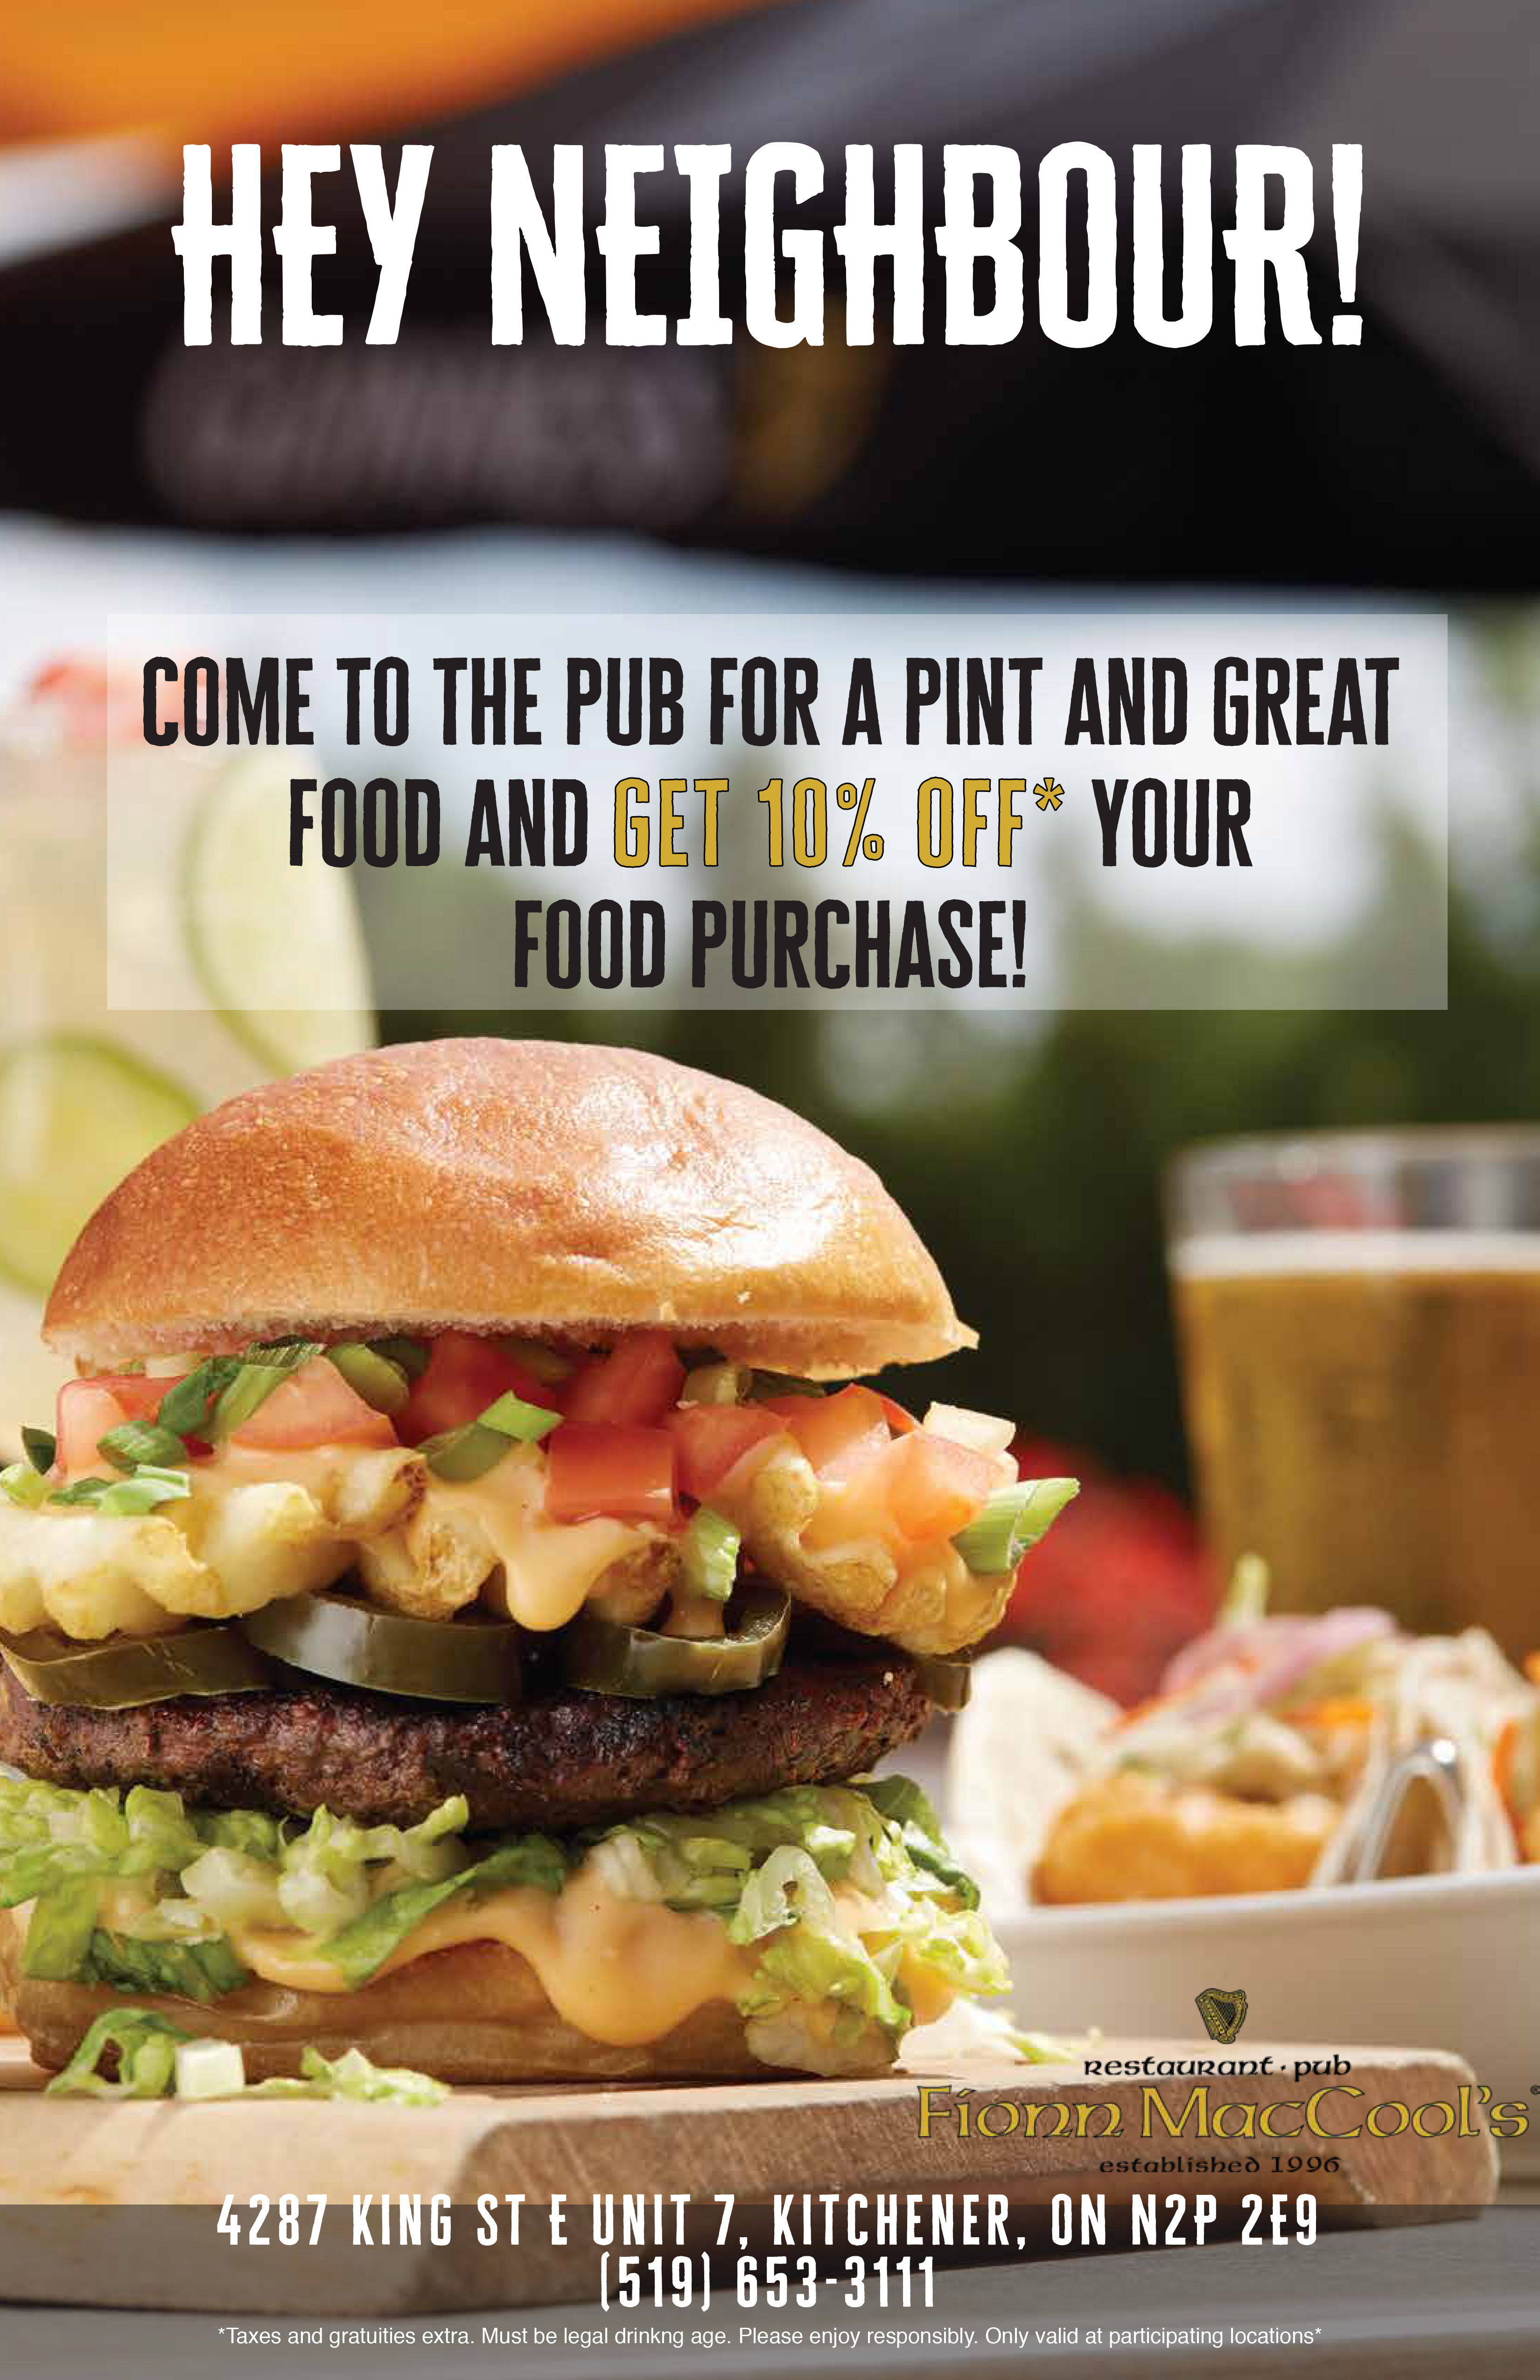 HEY NEIGHBOUR!
COME TO THE PUB FOR A PINT AND GREAT
FOOD AND GET 10% OFF* YOUR
FOOD PURCHASE!
restaurant · pub
Fionn MacCool's®
established 1996
4287 KING ST E UNIT 7, KITCHENER, ON N2P 2E9
(519) 653-3111
*Taxes and gratuities extra. Must be legal drinkng age. Please enjoy responsibly. Only valid at participating locations*